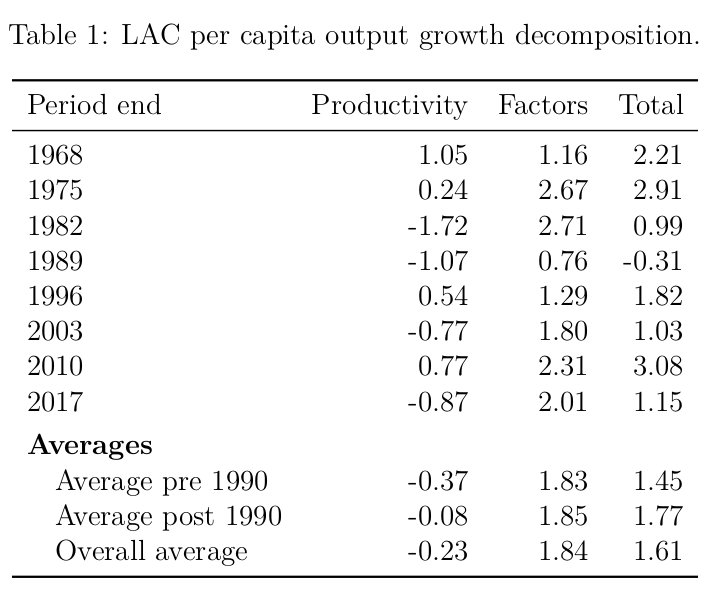 Table 1: LAC per capita output growth decomposition.
Period end Productivity Factors Total
1968 1.05 1.16 2.21
1975 0.24 2.67 2.91
1982 -1.72 2.71 0.99
1989 -1.07 0.76 -0.31
1996 0.54 1.29 1.82
2003 -0.77 1.80 1.03
2010 0.77 2.31 3.08
2017 -0.87 2.01 1.15
Averages
Average pre 1990 -0.37 1.83 1.45
Average post 1990 -0.08 1.85 1.77
Overall average -0.23 1.84 1.61